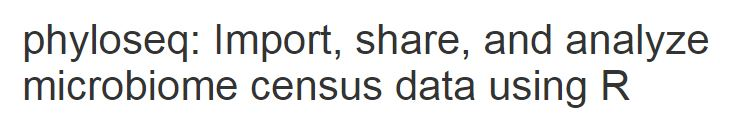 phyloseq: Import, share, and analyze
microbiome census data using R